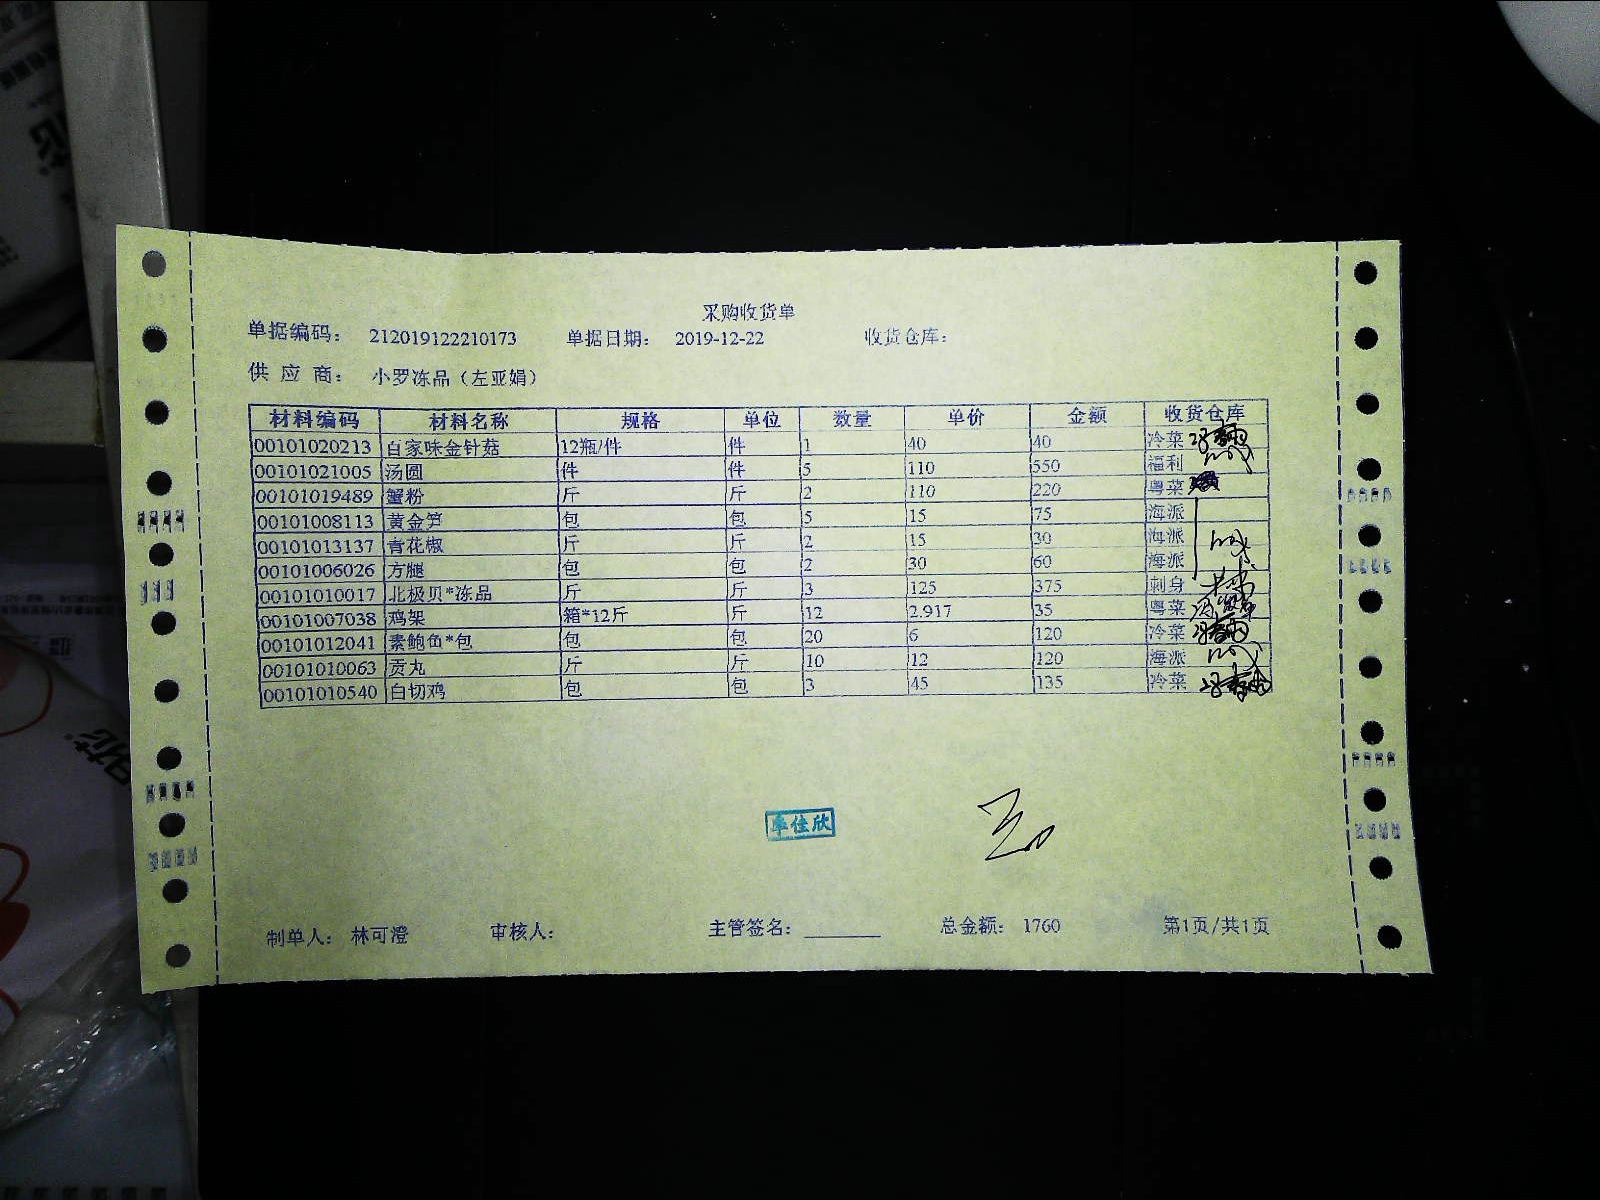 采购收货单
单据编码： 212019122210173 单据日期： 2019-12-22 收货仓库：
供 应 商： 小罗冻品（左亚娟）
材料编码 材料名称 规格 单位 数量 单价 金额 收货仓库
00101020213 百家味金针菇 12瓶/件 件 1 40 40 冷菜
00101021005 汤圆 件 件 5 110 550 福利
00101019489 蟹粉 斤 斤 2 110 220 粤菜
00101008113 黄金笋 包 包 5 15 75 海派
00101013137 青花椒 斤 斤 2 15 30 海派
00101006026 方腿 包 包 2 30 60 海派
00101010017 北极贝*冻品 斤 斤 3 125 375 刺身
00101007038 鸡架 箱*12斤 斤 12 2.917 35 粤菜
00101012041 素鲍鱼*包 包 包 20 6 120 冷菜
00101010063 贡丸 斤 斤 10 12 120 海派
00101010540 白切鸡 包 包 3 45 135 冷菜
制单人： 林可澄 审核人： 主管签名： 总金额： 1760 第1页/共1页